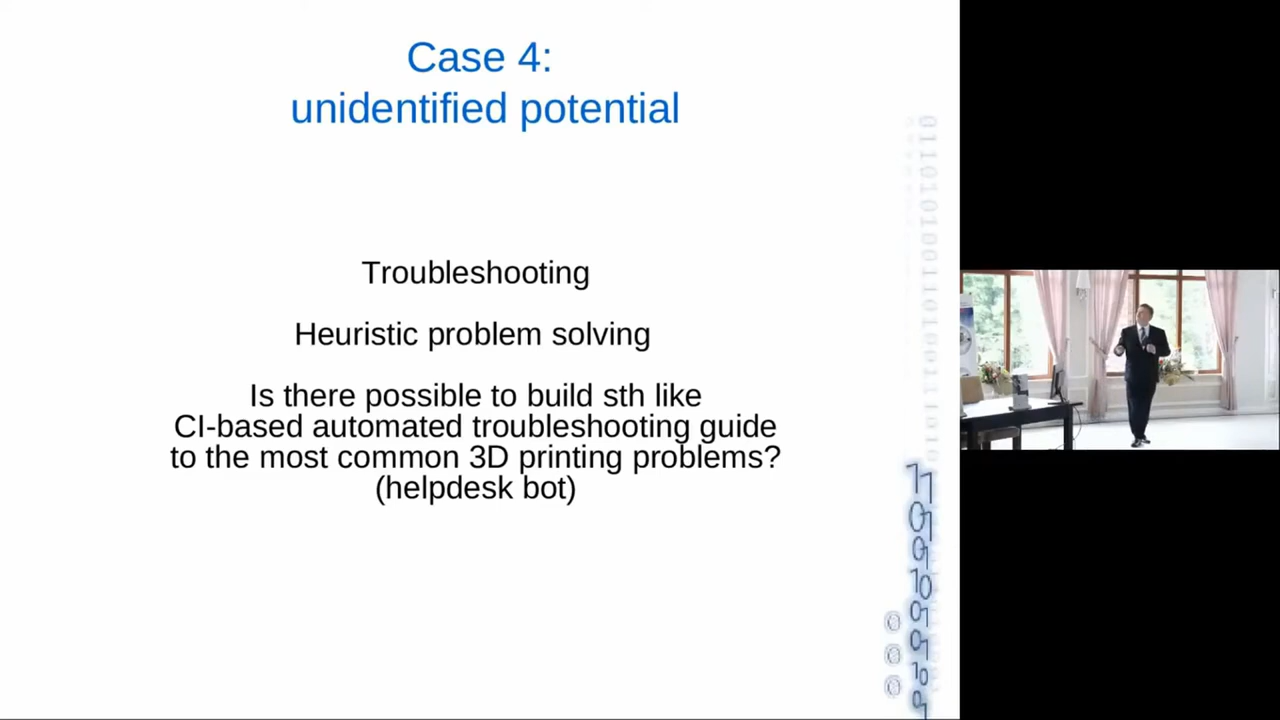 Case 4:
unidentified potential
Troubleshooting
Heuristic problem solving
Is there possible to build sth like
CI-based automated troubleshooting guide
to the most common 3D printing problems?
(helpdesk bot)